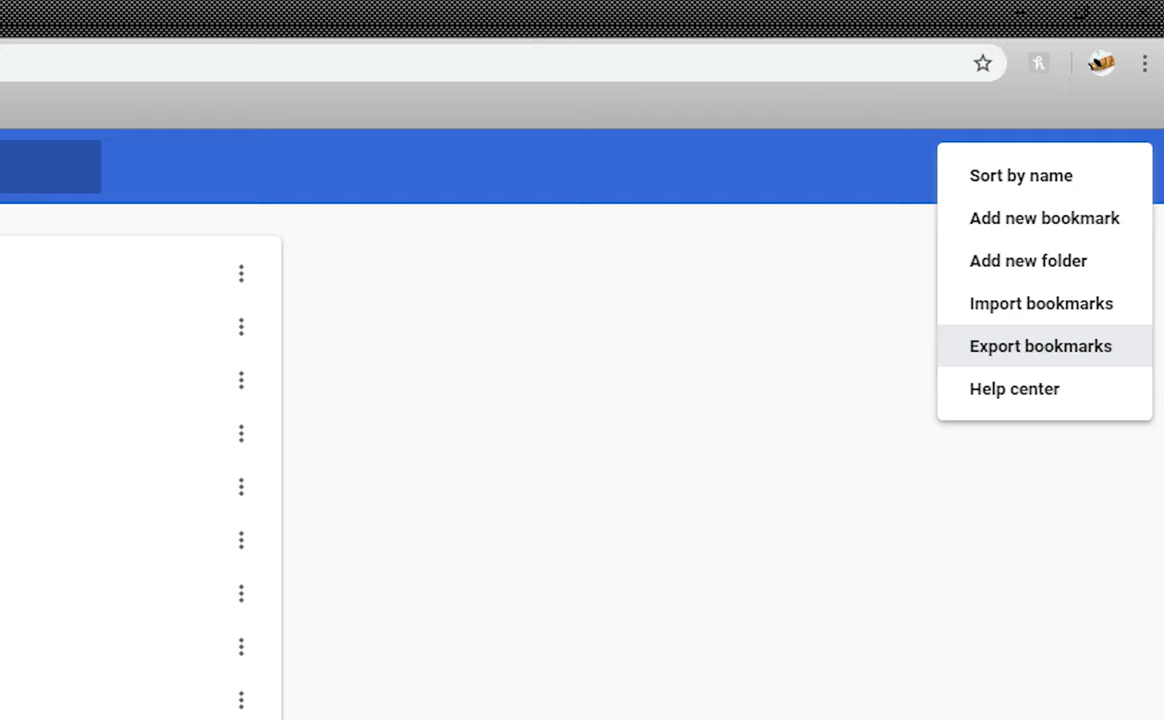 Sort by name
Add new bookmark
Add new folder
Import bookmarks
Export bookmarks
Help center